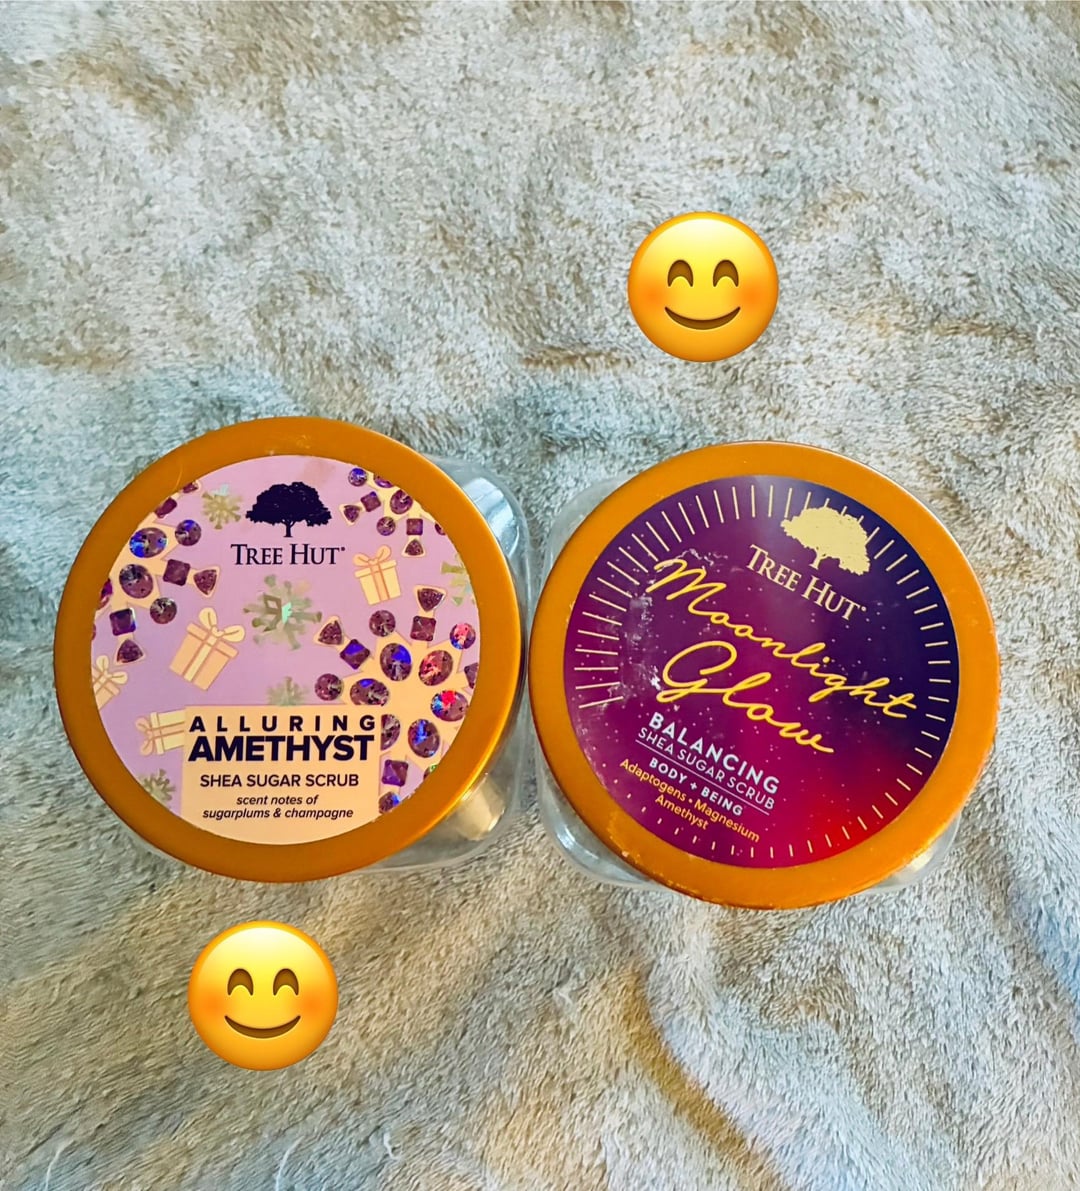 TREE HUT®
ALLURING
AMETHYST
SHEA SUGAR SCRUB
scent notes of
sugarplums & champagne
TREE HUT®
Moonlight
Glow
BALANCING
SHEA SUGAR SCRUB
BODY + BEING
Adaptogens • Magnesium
Amethyst